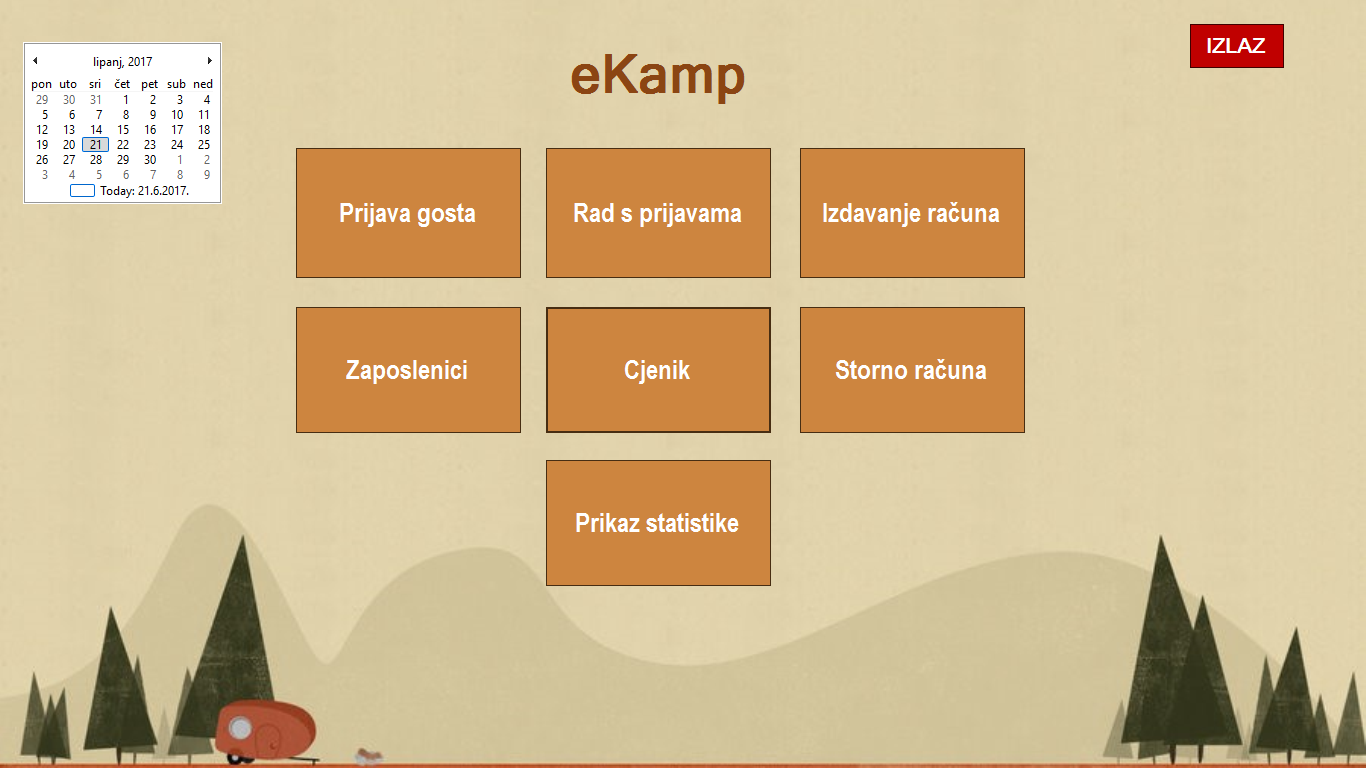 IZLAZ
eKamp
lipanj, 2017
pon uto sri čet pet sub ned
29 30 31 1 2 3 4
5 6 7 8 9 10 11
12 13 14 15 16 17 18
19 20 21 22 23 24 25
26 27 28 29 30 1 2
3 4 5 6 7 8 9
Today: 21.6.2017.
Prijava gosta
Rad s prijavama
Izdavanje računa
Zaposlenici
Cjenik
Storno računa
Prikaz statistike